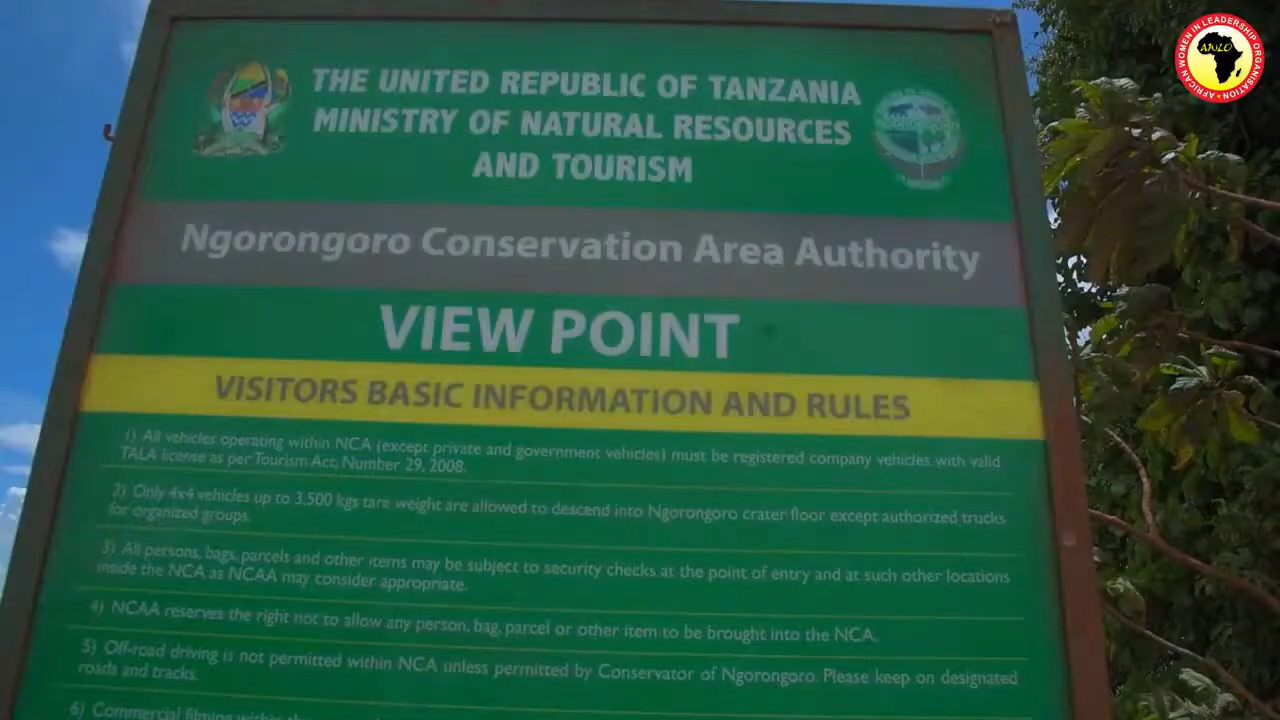 THE UNITED REPUBLIC OF TANZANIA
MINISTRY OF NATURAL RESOURCES
AND TOURISM
Ngorongoro Conservation Area Authority
VIEW POINT
VISITORS BASIC INFORMATION AND RULES
1) All vehicles operating within NCA (except private and government vehicles) must be registered company vehicles with valid
TALA license as per Tourism Act, Number 29, 2008.
2) Only 4x4 vehicles up to 3,500 kgs tare weight are allowed to descend into Ngorongoro crater floor except authorized trucks
for organized groups.
3) All persons, bags, parcels and other items may be subject to security checks at the point of entry and at such other locations
inside the NCA as NCAA may consider appropriate.
4) NCAA reserves the right not to allow any person, bag, parcel or other item to be brought into the NCA.
5) Off-road driving is not permitted within NCA unless permitted by Conservator of Ngorongoro. Please keep on designated
roads and tracks.
6) Commercial filming within
AFRICAN WOMEN IN LEADERSHIP ORGANISATION
AWLO